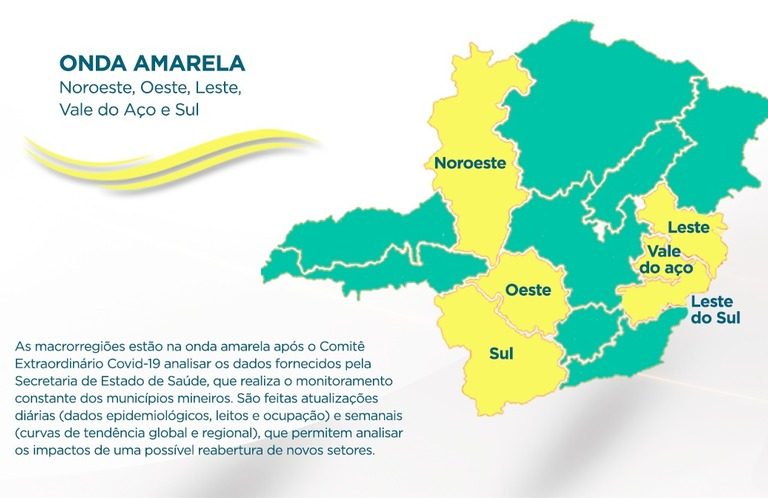 ONDA AMARELA
Noroeste, Oeste, Leste,
Vale do Aço e Sul
Noroeste
Leste
Vale
do aço
Oeste
Leste
do Sul
Sul
As macrorregiões estão na onda amarela após o Comitê
Extraordinário Covid-19 analisar os dados fornecidos pela
Secretaria de Estado de Saúde, que realiza o monitoramento
constante dos municípios mineiros. São feitas atualizações
diárias (dados epidemiológicos, leitos e ocupação) e semanais
(curvas de tendência global e regional), que permitem analisar
os impactos de uma possível reabertura de novos setores.